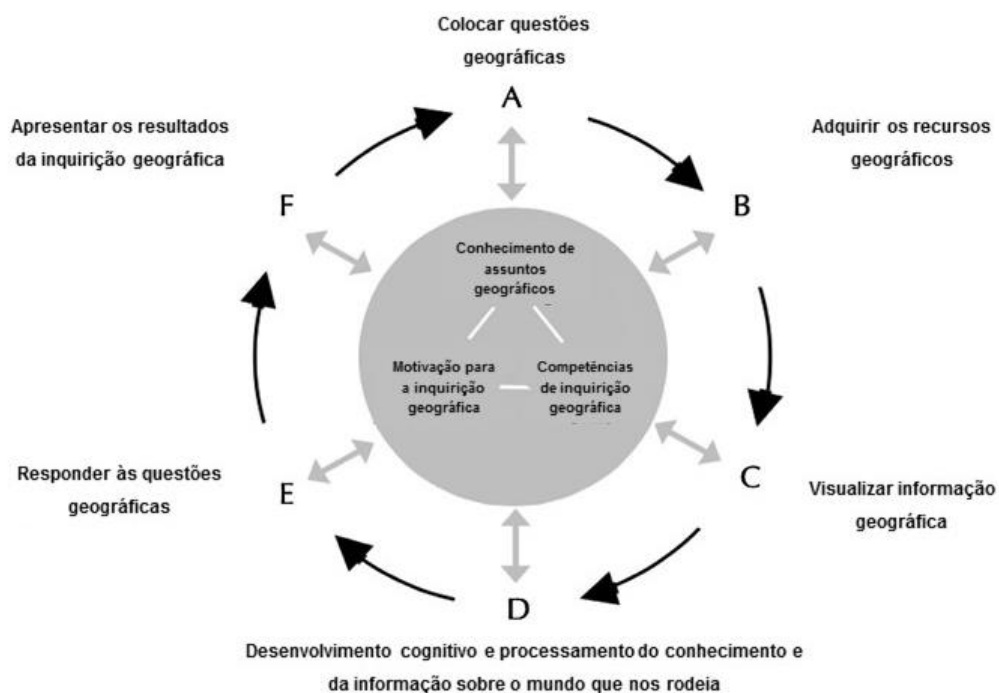 Colocar questões
geográficas
A
Adquirir os recursos
geográficos
B
Visualizar informação
geográfica
C
D
Desenvolvimento cognitivo e processamento do conhecimento e
da informação sobre o mundo que nos rodeia
Responder às questões
geográficas
E
Apresentar os resultados
da inquirição geográfica
F
Conhecimento de
assuntos
geográficos
Motivação para
a inquirição
geográfica
Competências
de inquirição
geográfica